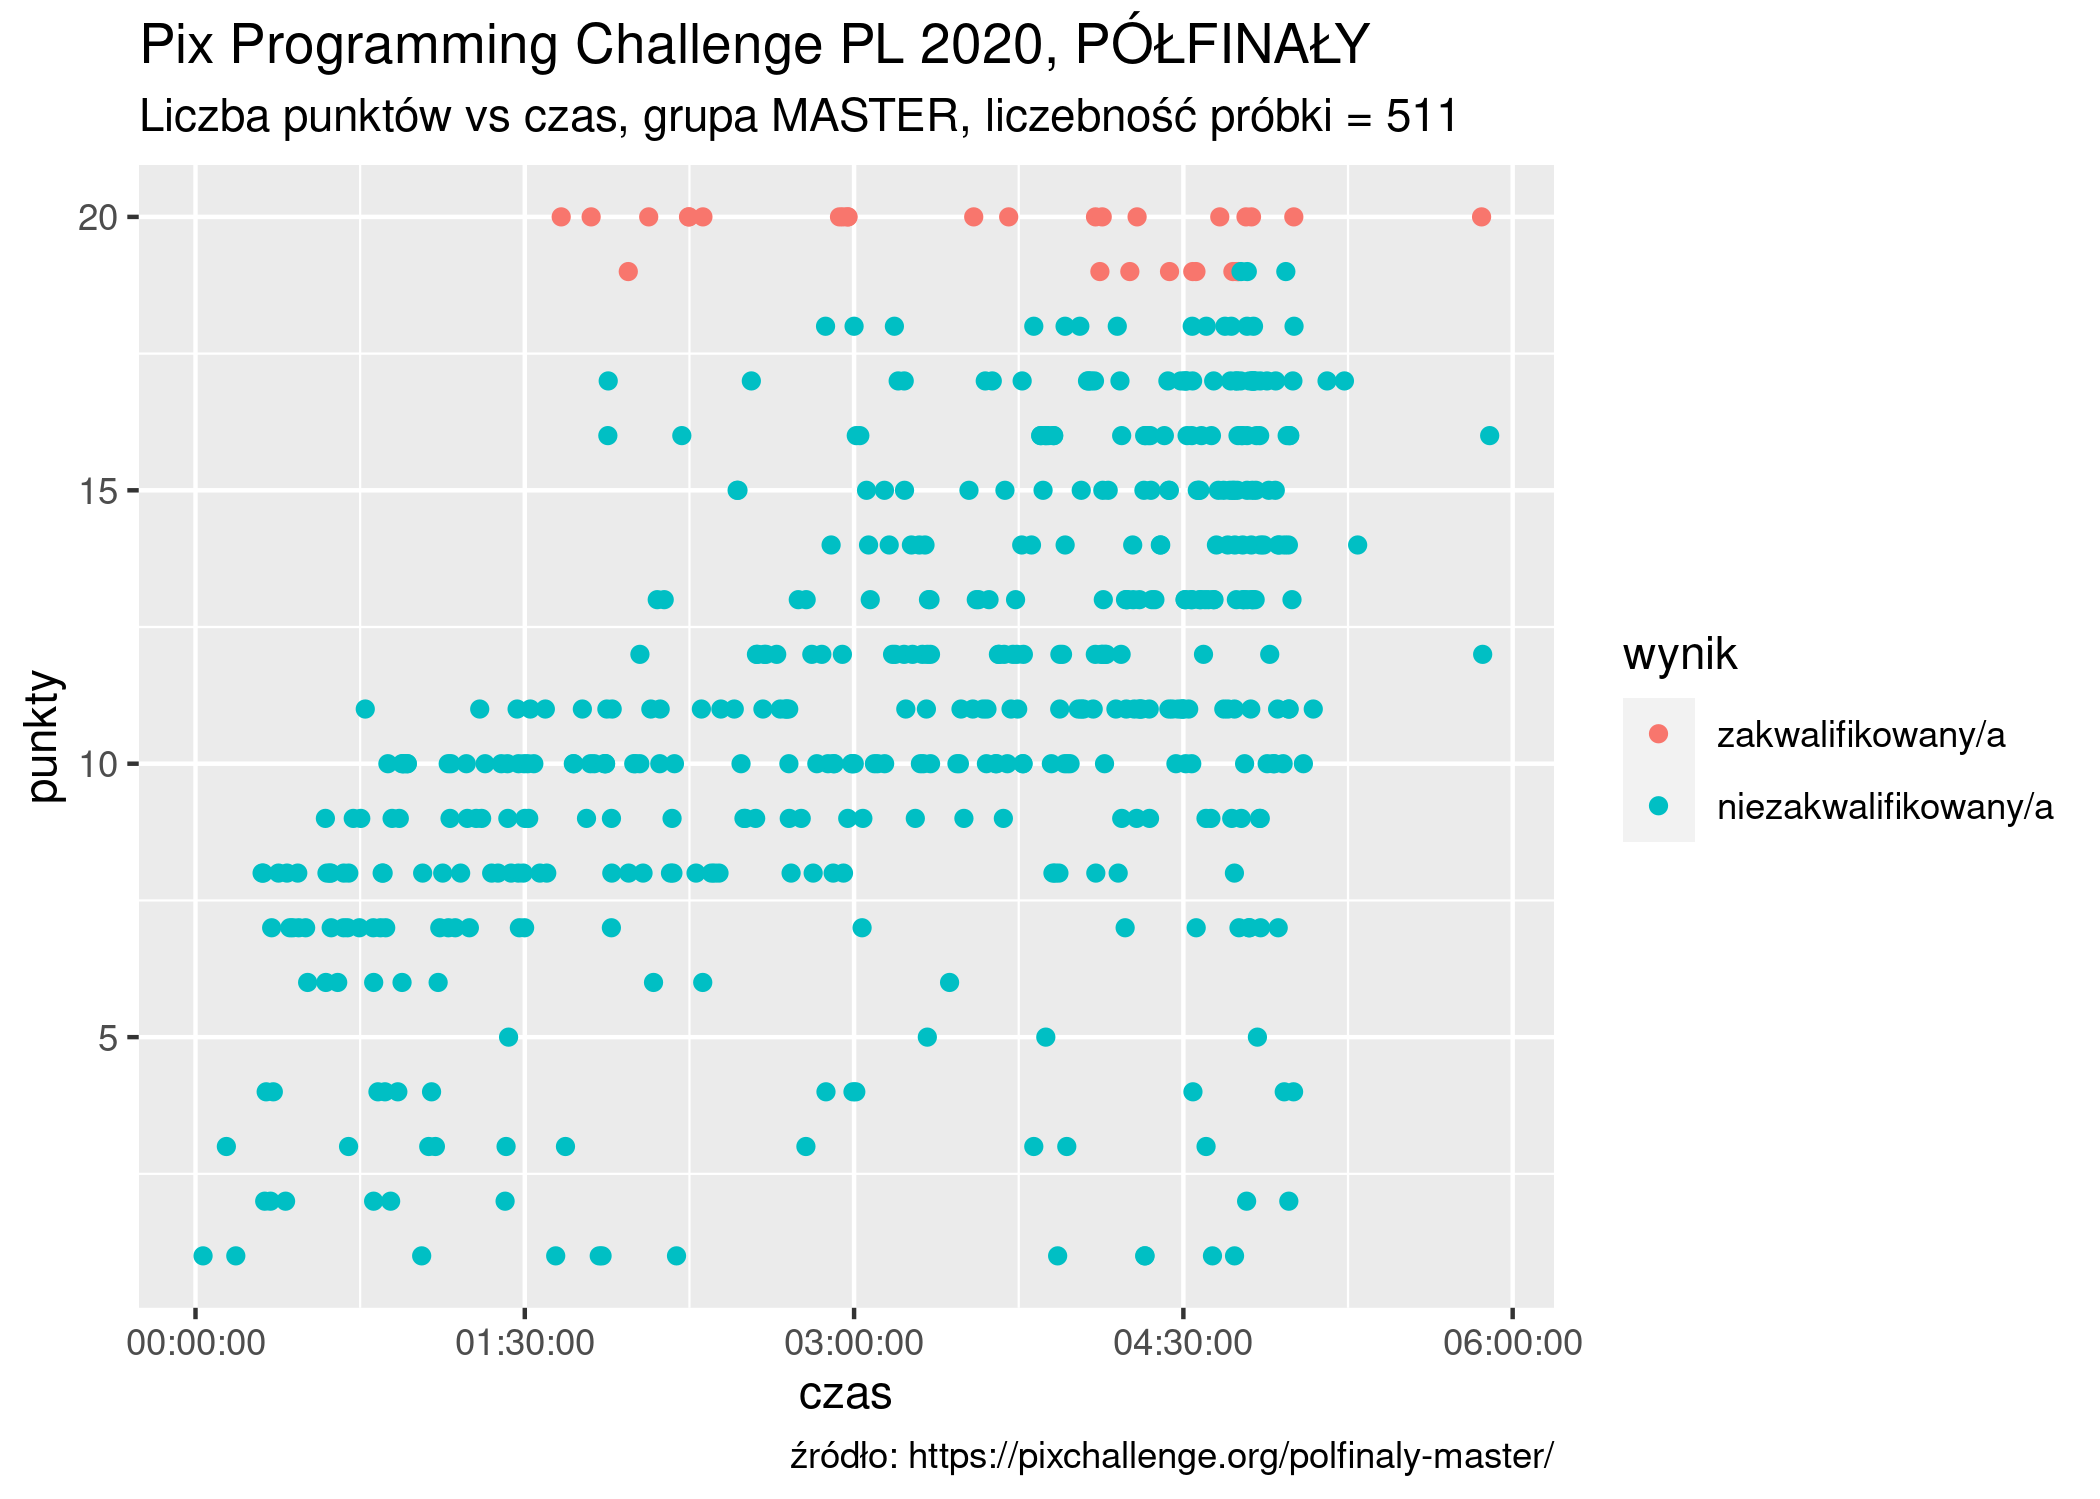 Pix Programming Challenge PL 2020, PÓŁFINAŁY
Liczba punktów vs czas, grupa MASTER, liczebność próbki = 511
20
15
10
5
punkty
00:00:00
01:30:00
03:00:00
04:30:00
06:00:00
czas
wynik
zakwalifikowany/a
niezakwalifikowany/a
źródło: https://pixchallenge.org/polfinaly-master/